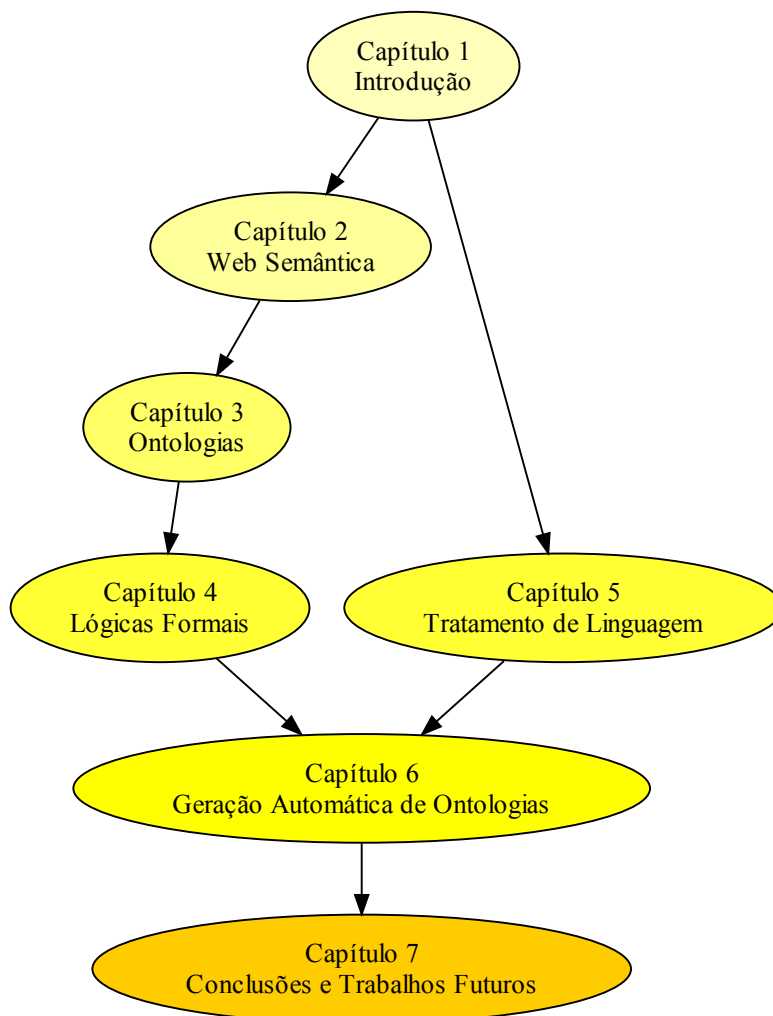 Capítulo 1
Introdução
Capítulo 2
Web Semântica
Capítulo 3
Ontologias
Capítulo 4
Lógicas Formais
Capítulo 5
Tratamento de Linguagem
Capítulo 6
Geração Automática de Ontologias
Capítulo 7
Conclusões e Trabalhos Futuros